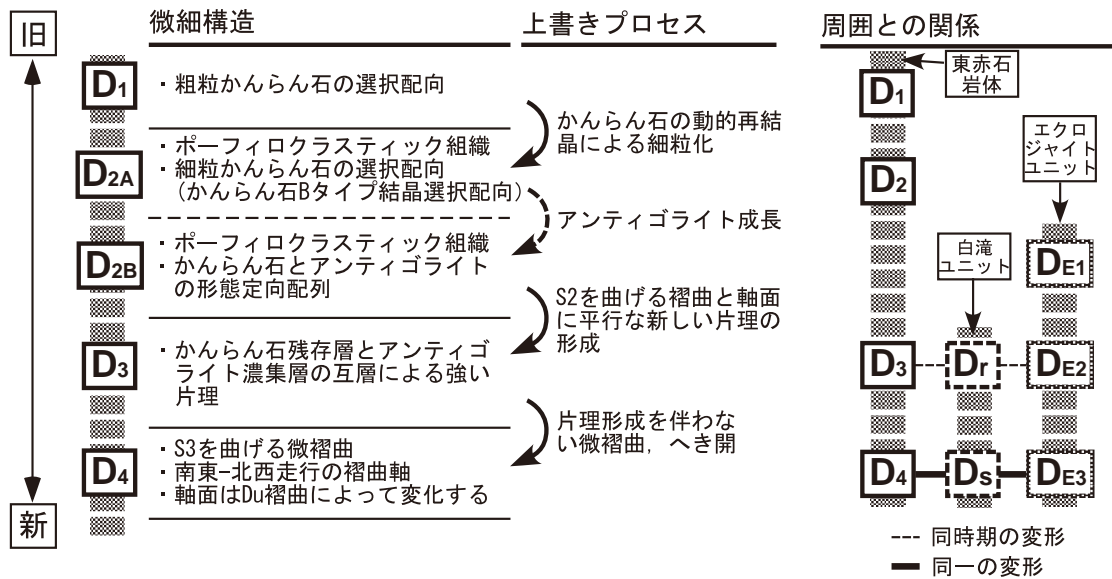 旧
新
微細構造
上書きプロセス
周囲との関係
D1
・粗粒かんらん石の選択配向
D2A
・ポーフィロクラスティック組織
・細粒かんらん石の選択配向
(かんらん石Bタイプ結晶選択配向)
D2B
・ポーフィロクラスティック組織
・かんらん石とアンティゴライト
の形態定向配列
D3
・かんらん石残存層とアンティゴ
ライト濃集層の互層による強い
片理
D4
・S3を曲げる微褶曲
・南東-北西走行の褶曲軸
・軸面はDu褶曲によって変化する
かんらん石の動的再結
晶による細粒化
アンティゴライト成長
S2を曲げる褶曲と軸面
に平行な新しい片理の
形成
片理形成を伴わな
い微褶曲，へき開
東赤石
岩体
D1
D2
D3
D4
白滝
ユニット
Dr
Ds
エクロ
ジャイト
ユニット
DE1
DE2
DE3
同時期の変形
同一の変形